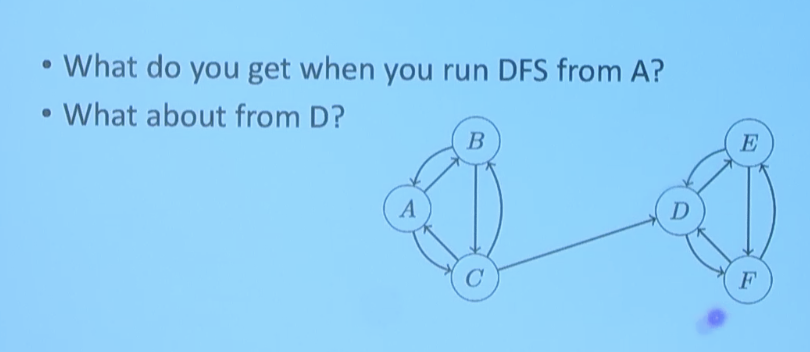 • What do you get when you run DFS from A?
• What about from D?
B
E
A
D
C
F